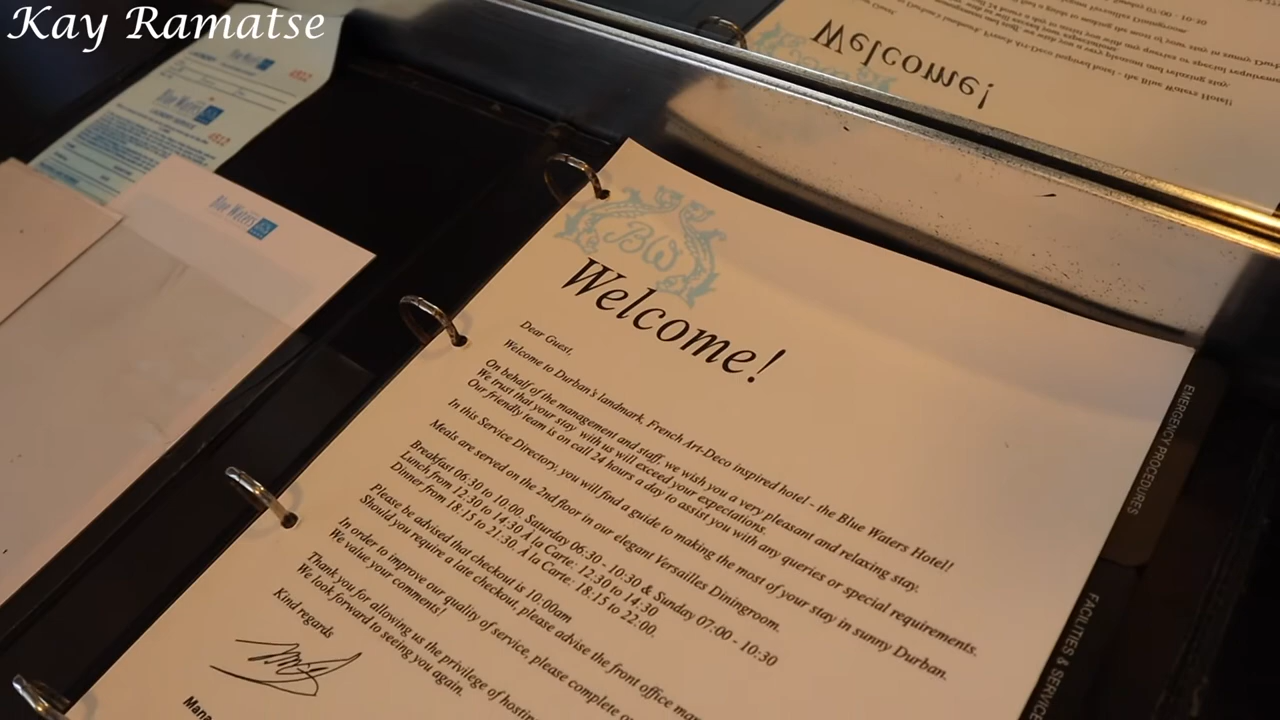 Kay Ramatse
Blue Waters
4812
Blue Waters
4812
Blue Waters
BW
Welcome!
Dear Guest,
Welcome to Durban's landmark, French Art-Deco inspired hotel - the Blue Waters Hotel!
On behalf of the management and staff, we wish you a very pleasant and relaxing stay.
We trust that your stay with us will exceed your expectations.
Our friendly team is on call 24 hours a day to assist you with any queries or special requirements.
In this Service Directory, you will find a guide to making the most of your stay in sunny Durban.
Meals are served on the 2nd floor in our elegant Versailles Diningroom.
Breakfast 06:30 to 10:00. Saturday 06:30 - 10:30 & Sunday 07:00 - 10:30
Lunch from 12:30 to 14:30 À la Carte: 12:30 to 14:30
Dinner from 18:15 to 21:30. À la Carte: 18:15 to 22:00.
Please be advised that checkout is 10:00am
Should you require a late checkout, please advise the front office
In order to improve our quality of service, please complete
We value your comments!
Thank you for allowing us the privilege of
We look forward to seeing you again.
Kind regards
EMERGENCY PROCEDURES
FACILITIES &